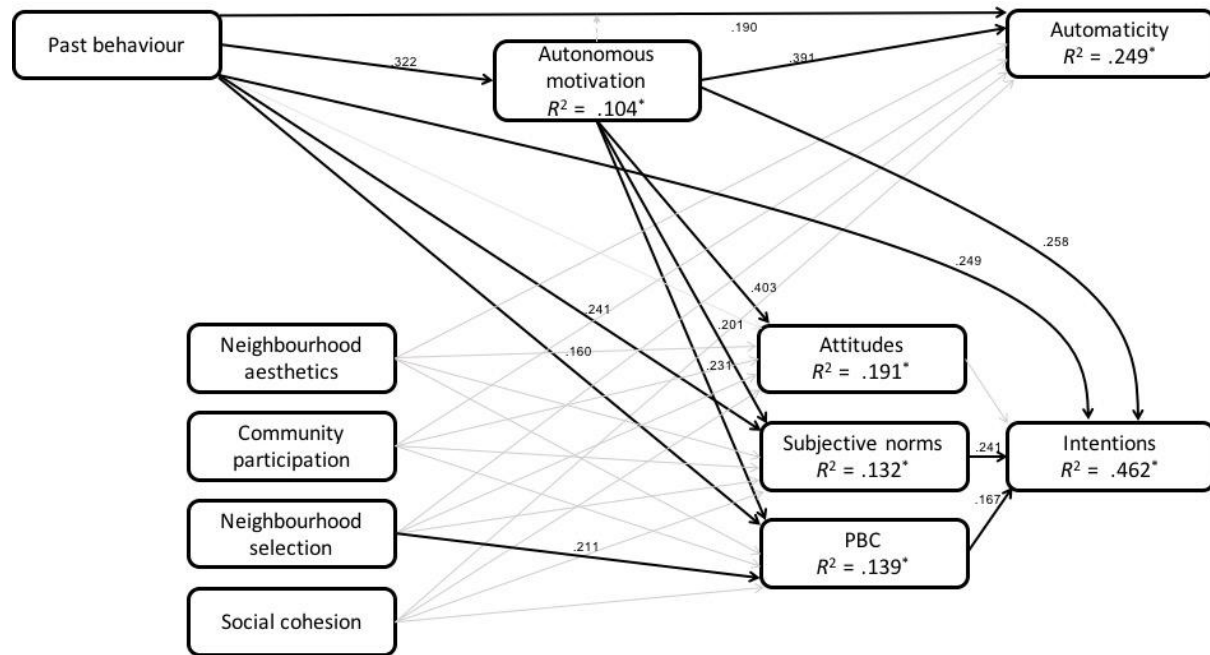 Past behaviour
Autonomous
motivation
R² = .104*
Automaticity
R² = .249*
.190
.322
.391
.258
.249
.403
.241
.201
.160
.231
Neighbourhood
aesthetics
Attitudes
R² = .191*
Community
participation
Subjective norms
R² = .132*
.241
Intentions
R² = .462*
.167
Neighbourhood
selection
.211
PBC
R² = .139*
Social cohesion